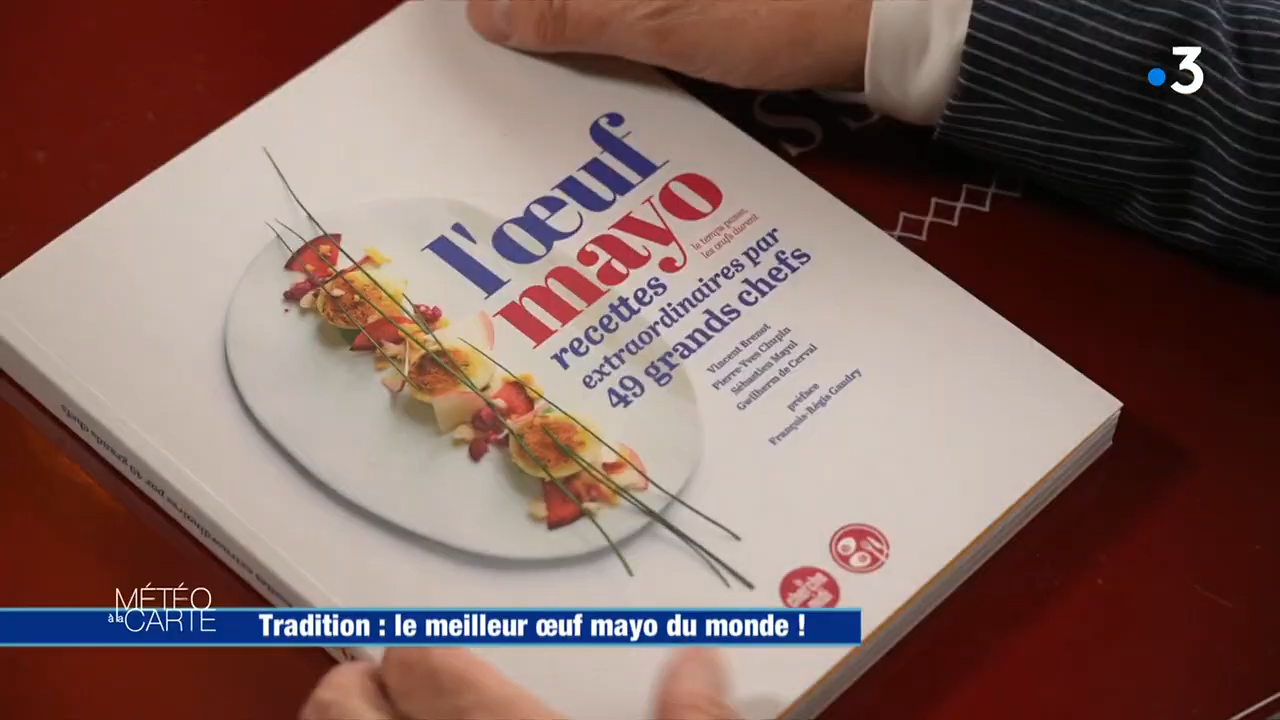 3
l'œuf
mayo
le temps passe,
les œufs durent
recettes
extraordinaires par
49 grands chefs
Vincent Brenot
Pierre-Yves Chupin
Sébastien Mayol
Gwilherm de Cerval
préface
François-Régis Gaudry
MÉTÉO
à la CARTE
Tradition : le meilleur œuf mayo du monde !